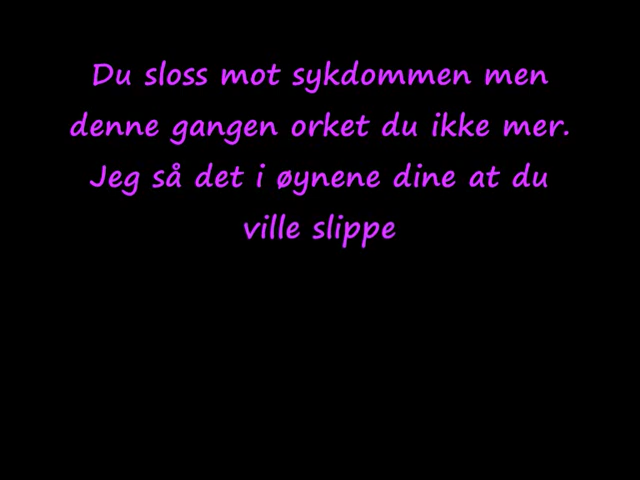 Du sloss mot sykdommen men
denne gangen orket du ikke mer.
Jeg så det i øynene dine at du
ville slippe